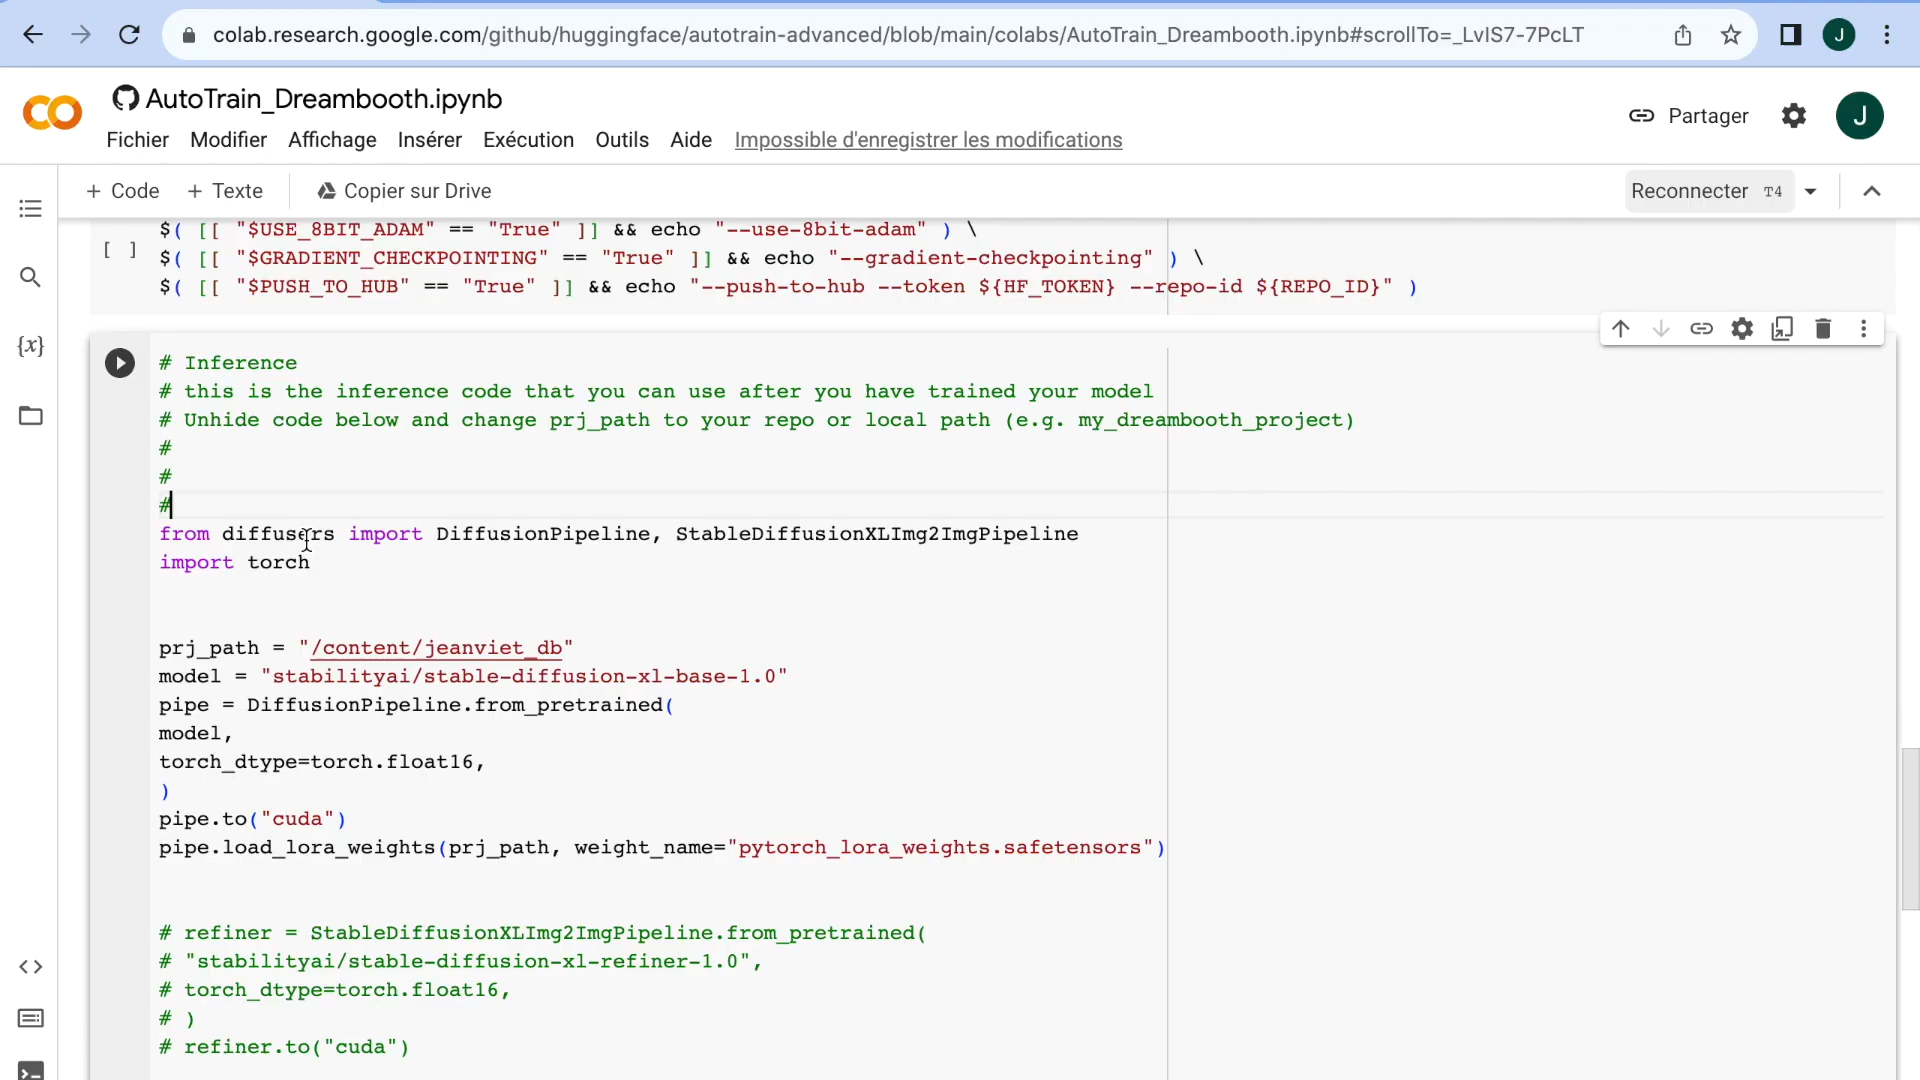 colab.research.google.com/github/huggingface/autotrain-advanced/blob/main/colabs/AutoTrain_Dreambooth.ipynb#scrollTo=_LvIS7-7PcLT
J
AutoTrain_Dreambooth.ipynb
Fichier Modifier Affichage Insérer Exécution Outils Aide Impossible d'enregistrer les modifications
Partager
J
+ Code + Texte Copier sur Drive
Reconnecter T4
$( [[ "$USE_8BIT_ADAM" == "True" ]] && echo "--use-8bit-adam" ) \
[ ] $( [[ "$GRADIENT_CHECKPOINTING" == "True" ]] && echo "--gradient-checkpointing" ) \
$( [[ "$PUSH_TO_HUB" == "True" ]] && echo "--push-to-hub --token ${HF_TOKEN} --repo-id ${REPO_ID}" )
{x}
# Inference
# this is the inference code that you can use after you have trained your model
# Unhide code below and change prj_path to your repo or local path (e.g. my_dreambooth_project)
#
#
#
from diffusers import DiffusionPipeline, StableDiffusionXLImg2ImgPipeline
import torch
prj_path = "/content/jeanviet_db"
model = "stabilityai/stable-diffusion-xl-base-1.0"
pipe = DiffusionPipeline.from_pretrained(
model,
torch_dtype=torch.float16,
)
pipe.to("cuda")
pipe.load_lora_weights(prj_path, weight_name="pytorch_lora_weights.safetensors")
# refiner = StableDiffusionXLImg2ImgPipeline.from_pretrained(
# "stabilityai/stable-diffusion-xl-refiner-1.0",
# torch_dtype=torch.float16,
# )
# refiner.to("cuda")